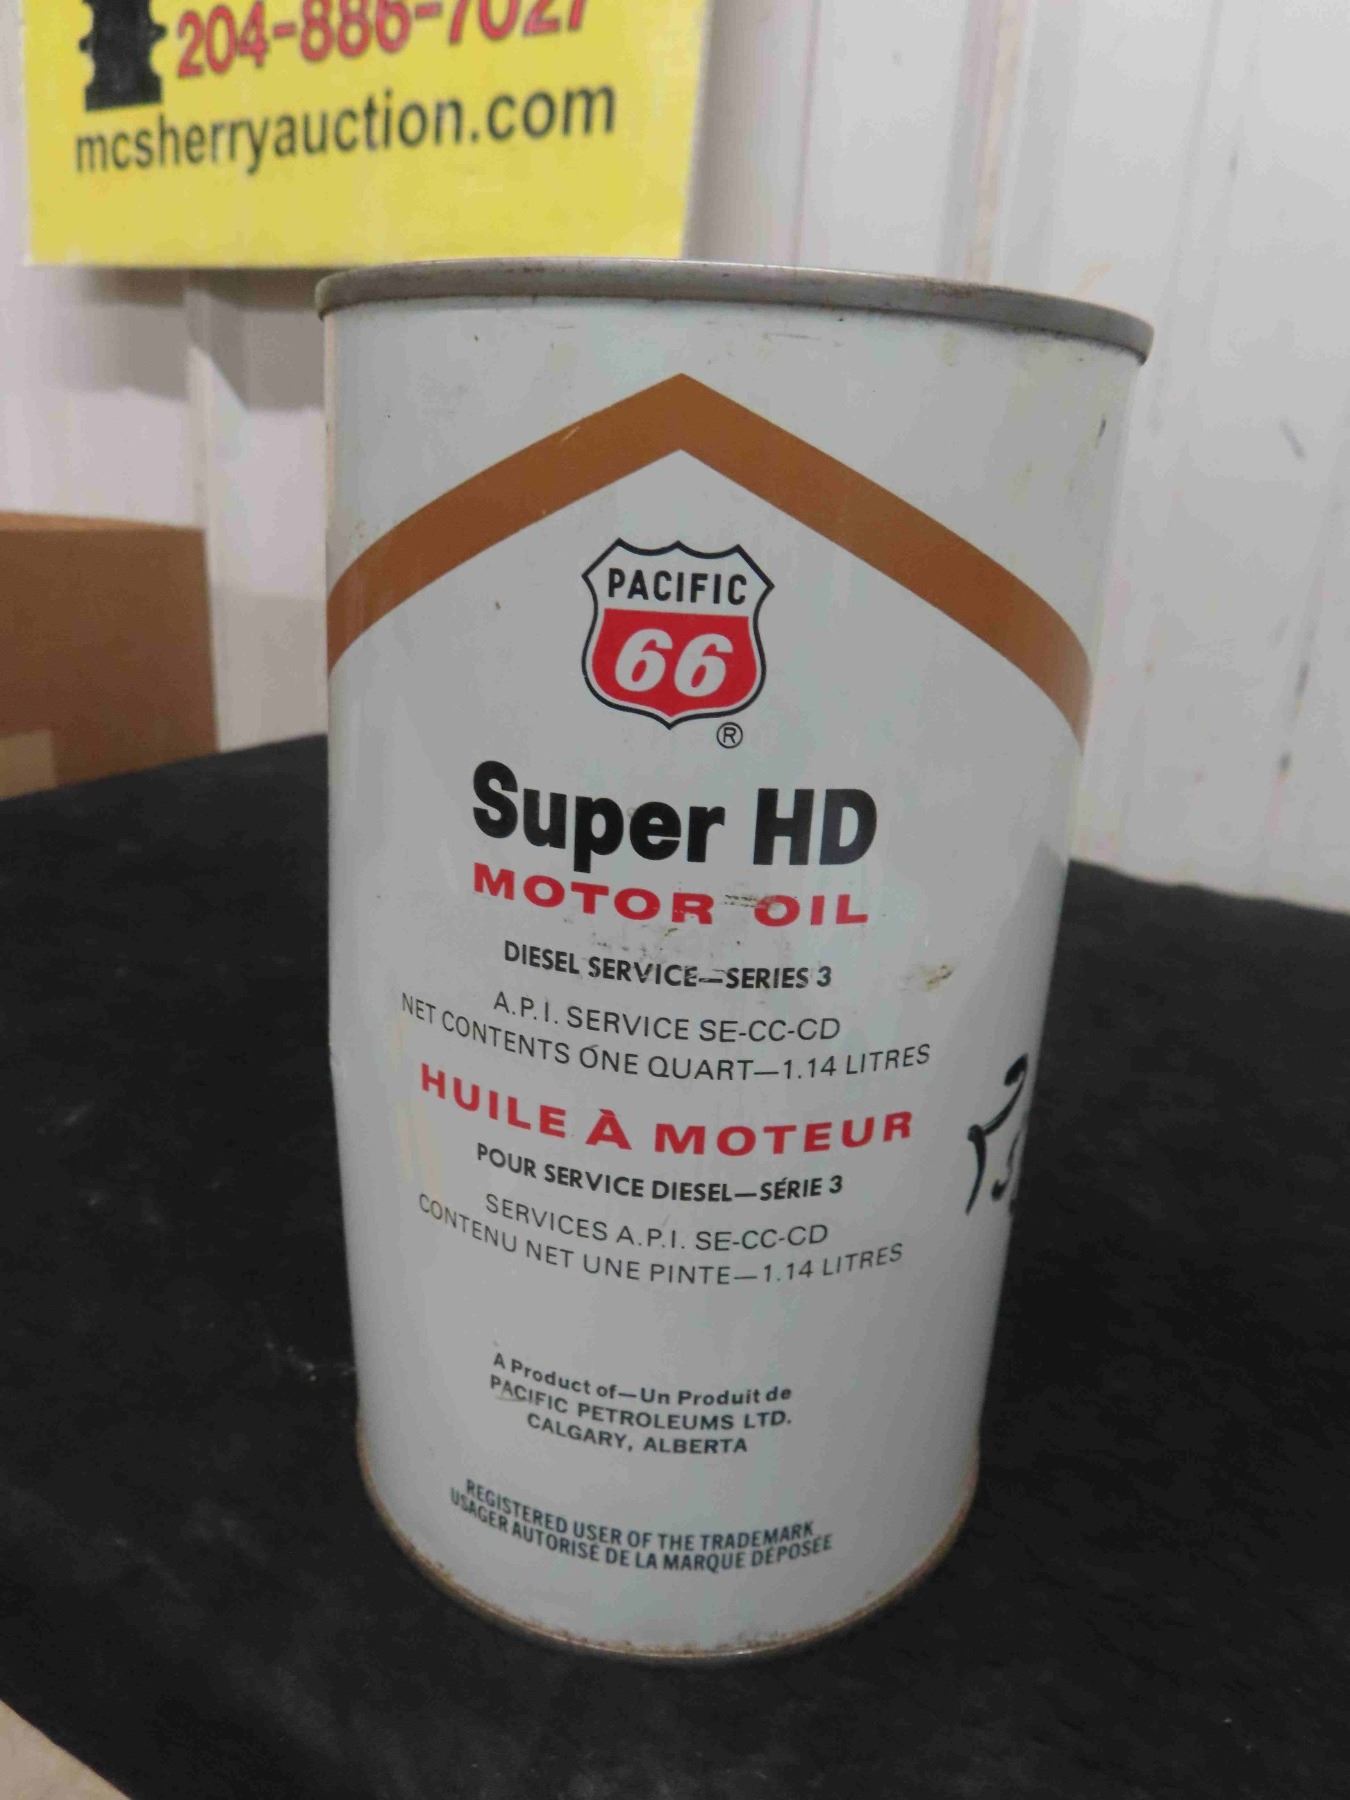 204-886-7027
mcsherryauction.com
PACIFIC
66
®
Super HD
MOTOR OIL
DIESEL SERVICE—SERIES 3
A.P.I. SERVICE SE-CC-CD
NET CONTENTS ONE QUART—1.14 LITRES
HUILE À MOTEUR
POUR SERVICE DIESEL—SÉRIE 3
SERVICES A.P.I. SE-CC-CD
CONTENU NET UNE PINTE—1.14 LITRES
A Product of—Un Produit de
PACIFIC PETROLEUMS LTD.
CALGARY, ALBERTA
REGISTERED USER OF THE TRADEMARK
USAGER AUTORISÉ DE LA MARQUE DÉPOSÉE